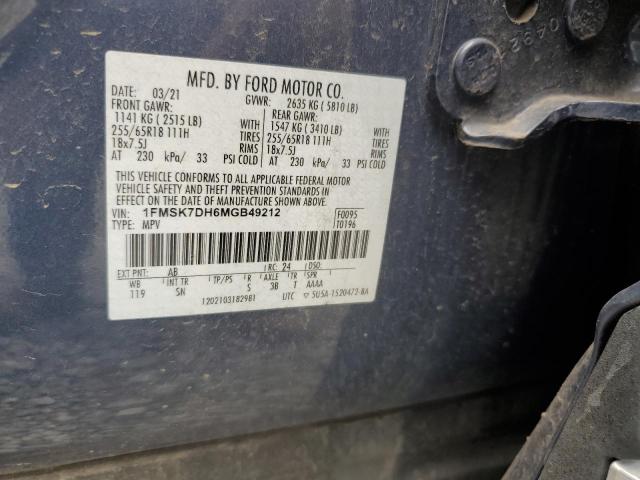 MFD. BY FORD MOTOR CO.
DATE: 03/21 GVWR: 2635 KG ( 5810 LB)
FRONT GAWR: REAR GAWR:
1141 KG ( 2515 LB) 1547 KG ( 3410 LB)
255/65R18 111H TIRES 255/65R18 111H TIRES
18x7.5J RIMS 18x7.5J RIMS
AT 230 kPa/ 33 PSI COLD AT 230 kPa/ 33 PSI COLD
THIS VEHICLE CONFORMS TO ALL APPLICABLE FEDERAL MOTOR
VEHICLE SAFETY AND THEFT PREVENTION STANDARDS IN
EFFECT ON THE DATE OF MANUFACTURE SHOWN ABOVE.
VIN: 1FMSK7DH6MGB49212 F0095
TYPE: MPV T0196
EXT PNT: AB RC: 24 DSO:
WB INT TR TP/PS R AXLE TR SPR
119 SN S 3B T AAAA
1202103182981 UTC 5U5A-1520472-BA
0492